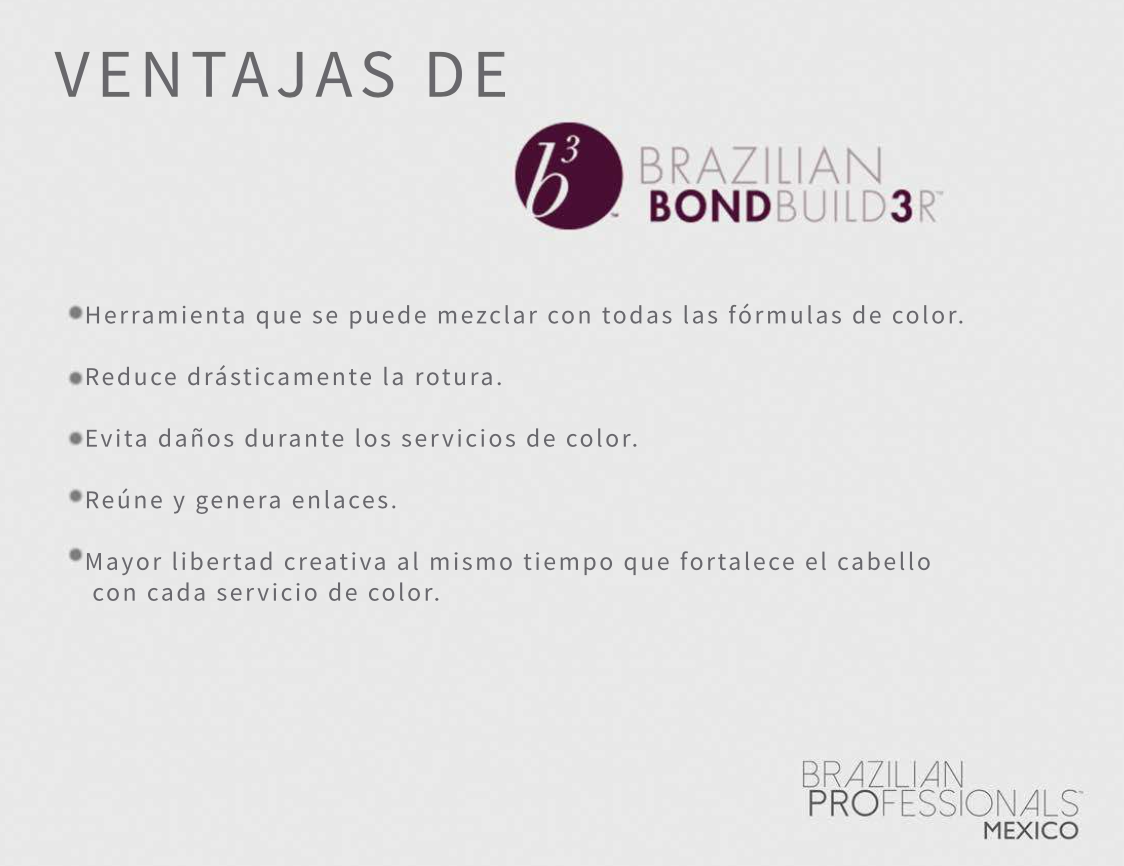 VENTAJAS DE
b3™ BRAZILIAN
BONDBUILD3R™
Herramienta que se puede mezclar con todas las fórmulas de color.
Reduce drásticamente la rotura.
Evita daños durante los servicios de color.
Reúne y genera enlaces.
Mayor libertad creativa al mismo tiempo que fortalece el cabello
con cada servicio de color.
BRAZILIAN
PROFESSIONALS™
MEXICO